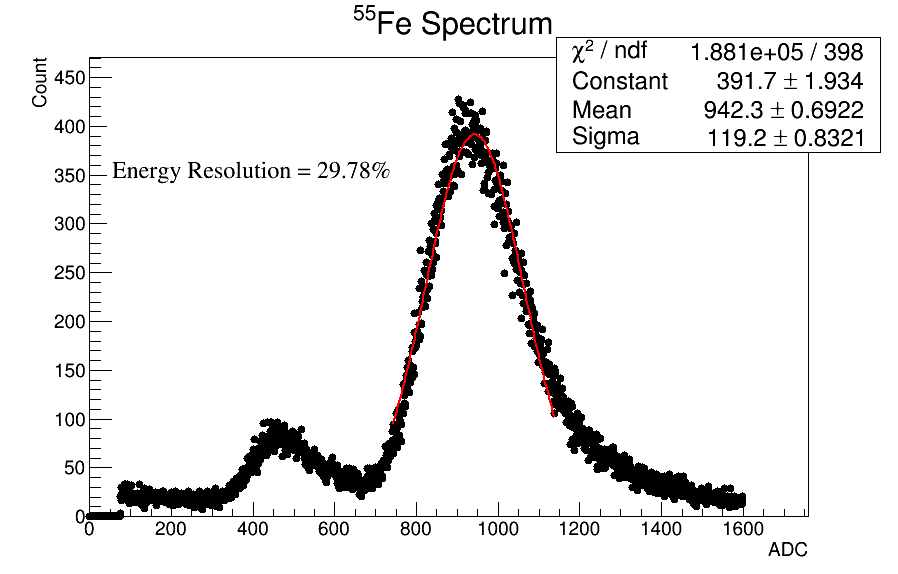 ⁵⁵Fe Spectrum
χ² / ndf 1.881e+05 / 398
Constant 391.7 ± 1.934
Mean 942.3 ± 0.6922
Sigma 119.2 ± 0.8321
Count
450
400
Energy Resolution = 29.78%
350
300
250
200
150
100
50
0
0 200 400 600 800 1000 1200 1400 1600
ADC